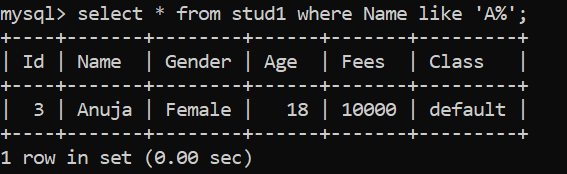 mysql> select * from stud1 where Name like 'A%';
+----+-------+--------+------+-------+---------+
| Id | Name  | Gender | Age  | Fees  | Class   |
+----+-------+--------+------+-------+---------+
|  3 | Anuja | Female |   18 | 10000 | default |
+----+-------+--------+------+-------+---------+
1 row in set (0.00 sec)